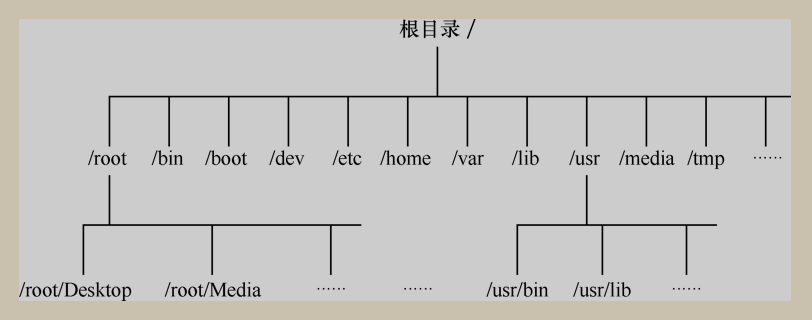 根目录 /
/root /bin /boot /dev /etc /home /var /lib /usr /media /tmp ……
/root/Desktop /root/Media …… …… /usr/bin /usr/lib ……